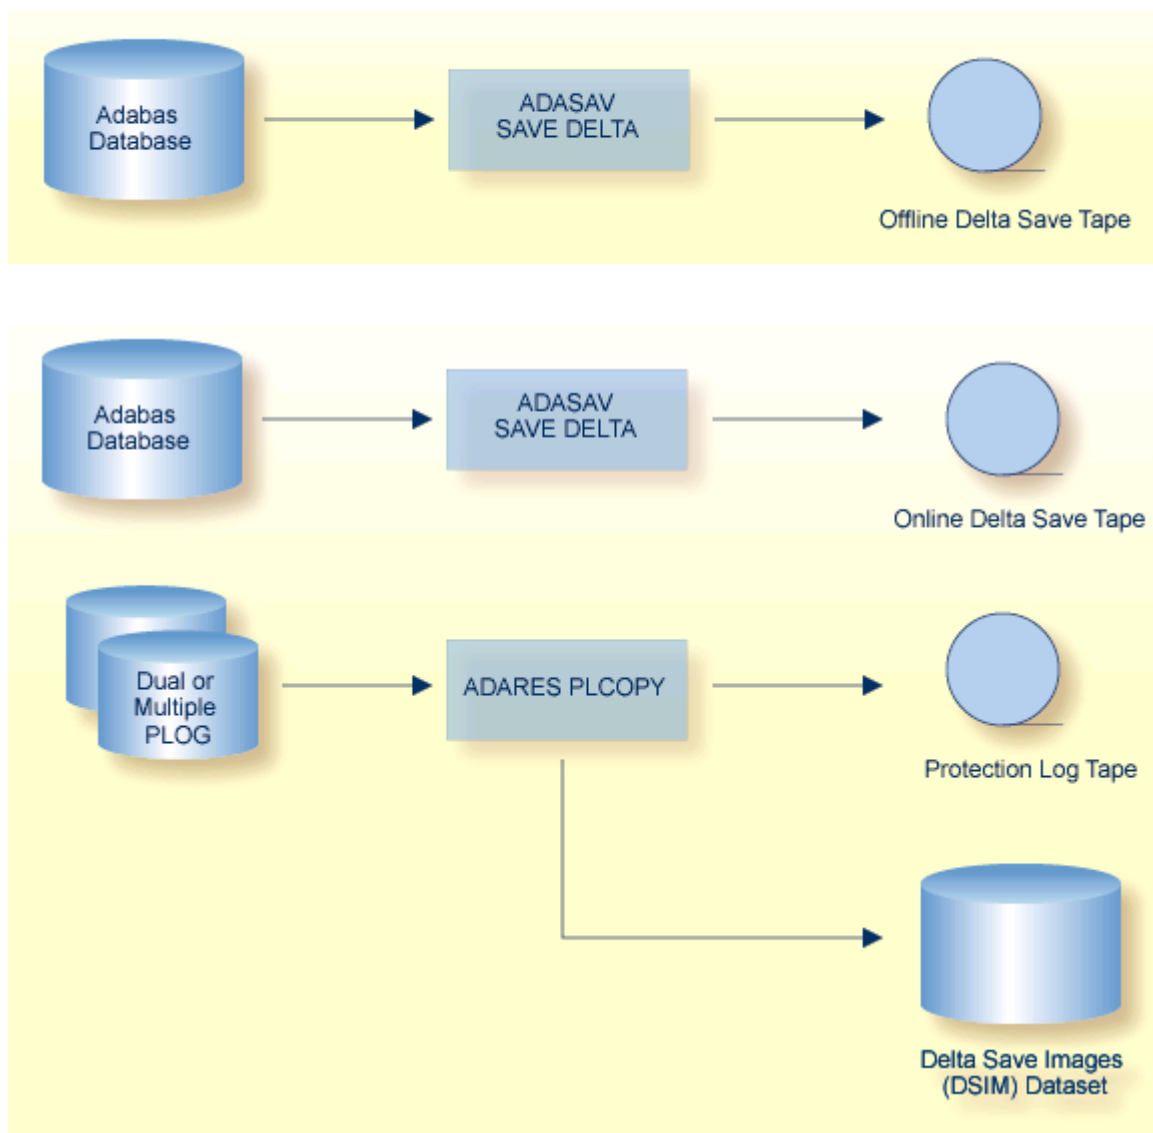 Adabas
Database
ADASAV
SAVE DELTA
Offline Delta Save Tape
Adabas
Database
ADASAV
SAVE DELTA
Online Delta Save Tape
Dual or
Multiple
PLOG
ADARES PLCOPY
Protection Log Tape
Delta Save Images
(DSIM) Dataset